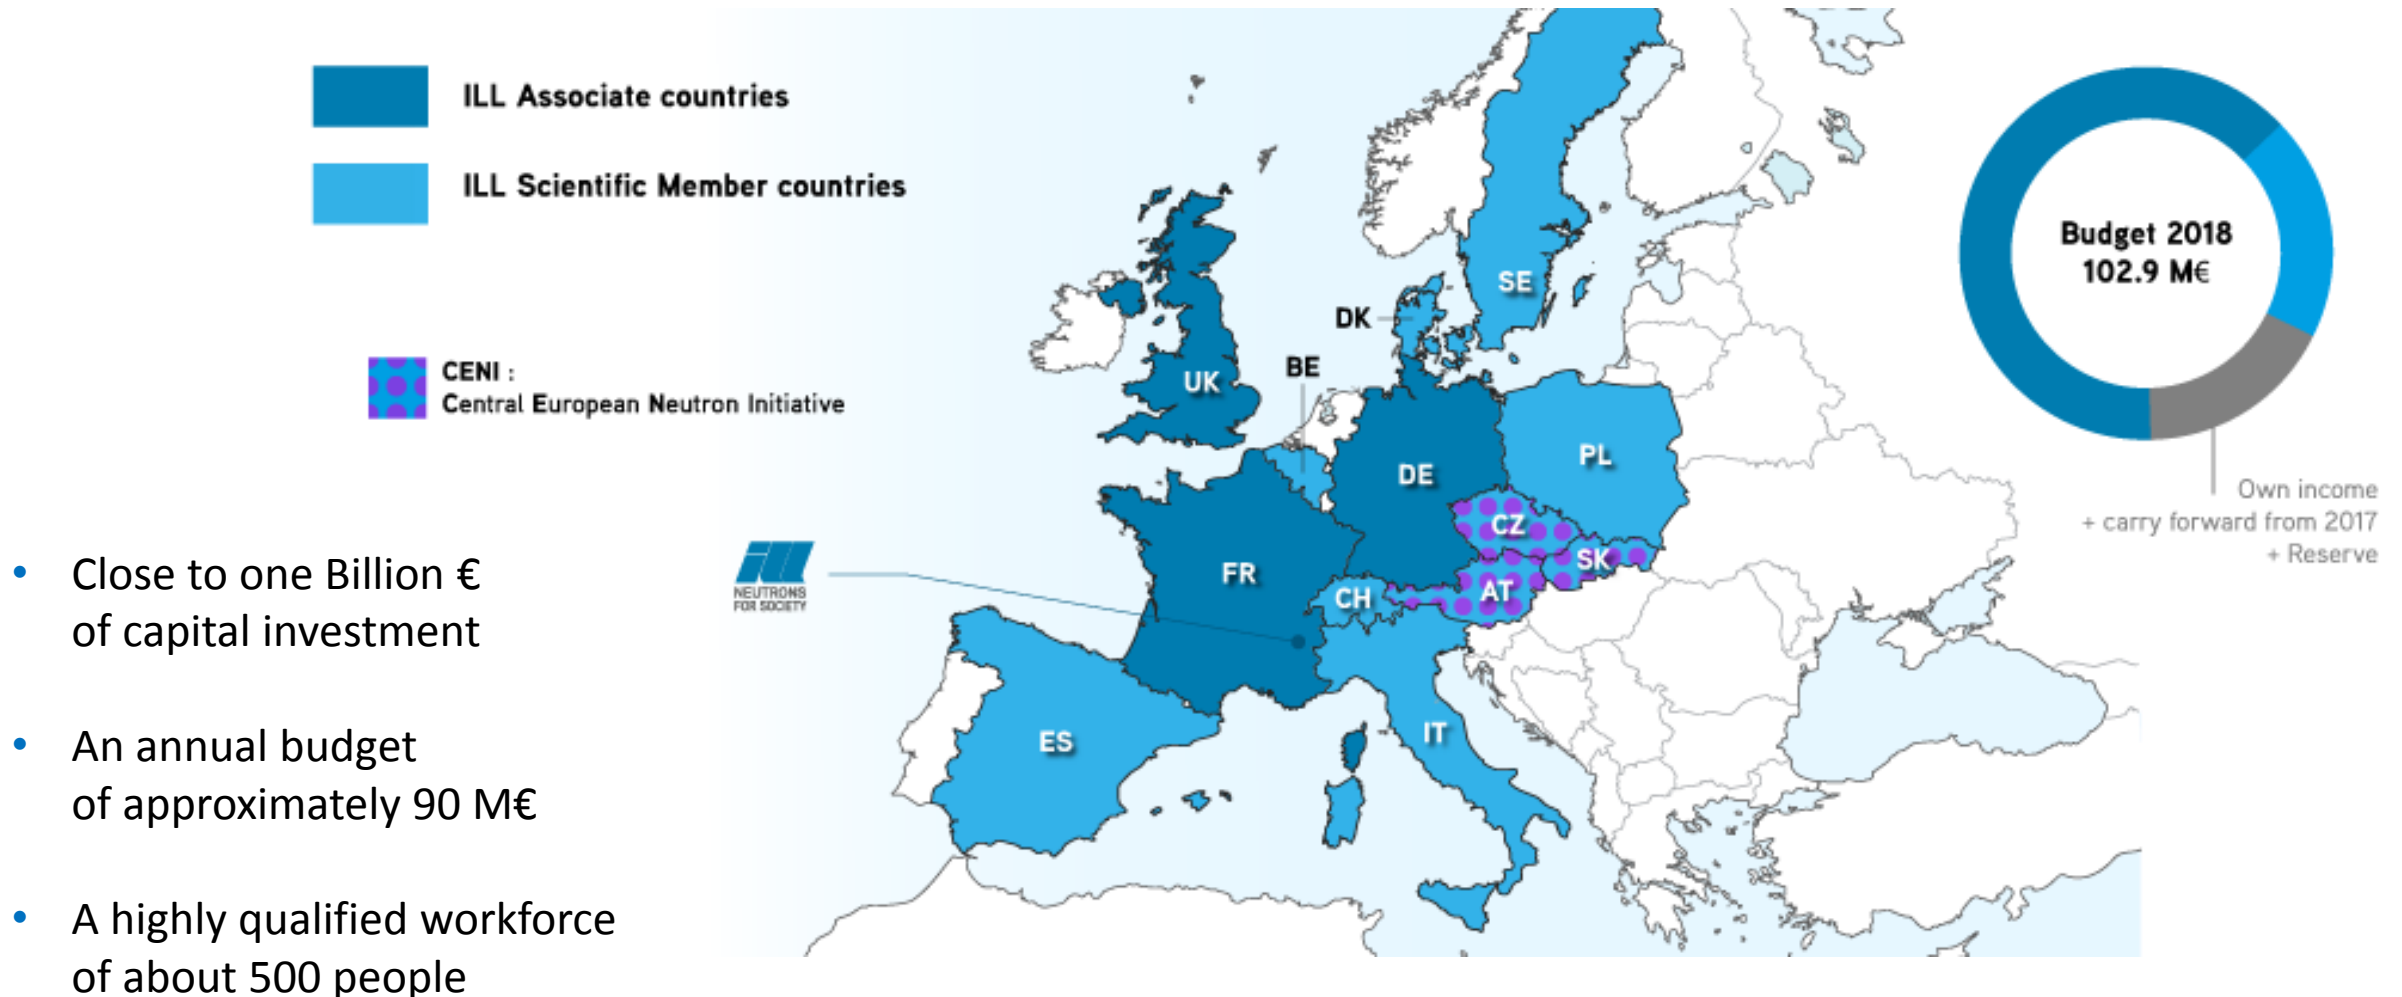 ILL Associate countries
ILL Scientific Member countries
CENI :
Central European Neutron Initiative
• Close to one Billion €
of capital investment
• An annual budget
of approximately 90 M€
• A highly qualified workforce
of about 500 people
ill
NEUTRONS
FOR SOCIETY
SE
DK
BE
UK
PL
DE
CZ
SK
FR
CH
AT
IT
ES
Budget 2018
102.9 M€
Own income
+ carry forward from 2017
+ Reserve